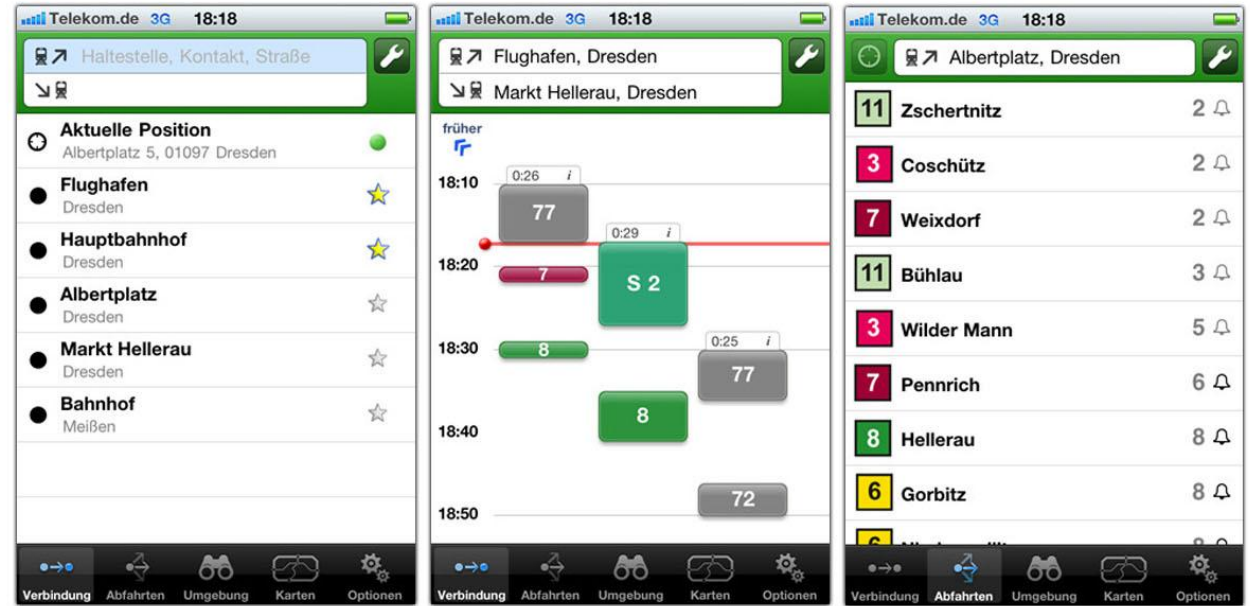 Telekom.de 3G 18:18
Haltestelle, Kontakt, Straße
Aktuelle Position
Albertplatz 5, 01097 Dresden
Flughafen
Dresden
Hauptbahnhof
Dresden
Albertplatz
Dresden
Markt Hellerau
Dresden
Bahnhof
Meißen
Verbindung Abfahrten Umgebung Karten Optionen
Telekom.de 3G 18:18
Flughafen, Dresden
Markt Hellerau, Dresden
früher
18:10
0:26 i
77
0:29 i
18:20
7
S 2
18:30
8
0:25 i
77
8
18:40
72
18:50
Verbindung Abfahrten Umgebung Karten Optionen
Telekom.de 3G 18:18
Albertplatz, Dresden
11 Zschertnitz 2
3 Coschütz 2
7 Weixdorf 2
11 Bühlau 3
3 Wilder Mann 5
7 Pennrich 6
8 Hellerau 8
6 Gorbitz 8
6
Verbindung Abfahrten Umgebung Karten Optionen